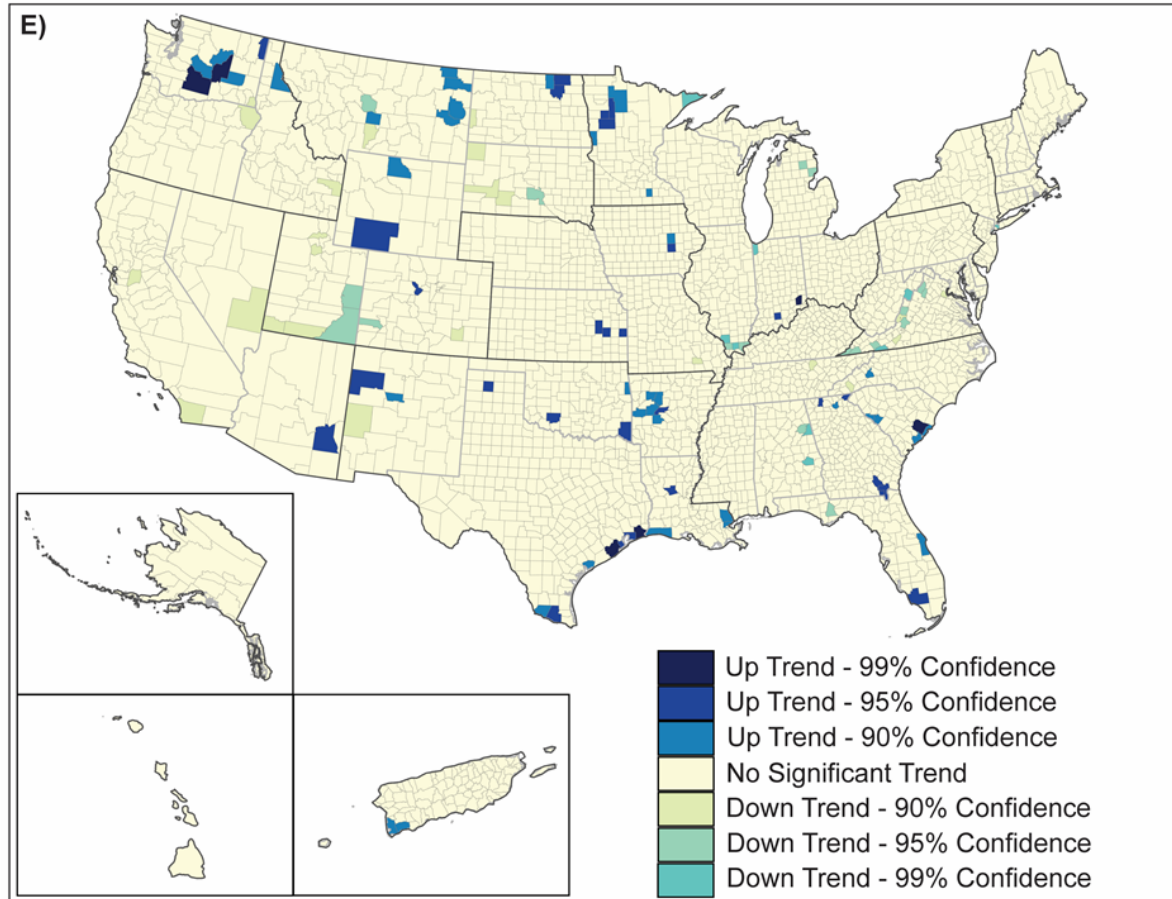 E)
Up Trend - 99% Confidence
Up Trend - 95% Confidence
Up Trend - 90% Confidence
No Significant Trend
Down Trend - 90% Confidence
Down Trend - 95% Confidence
Down Trend - 99% Confidence